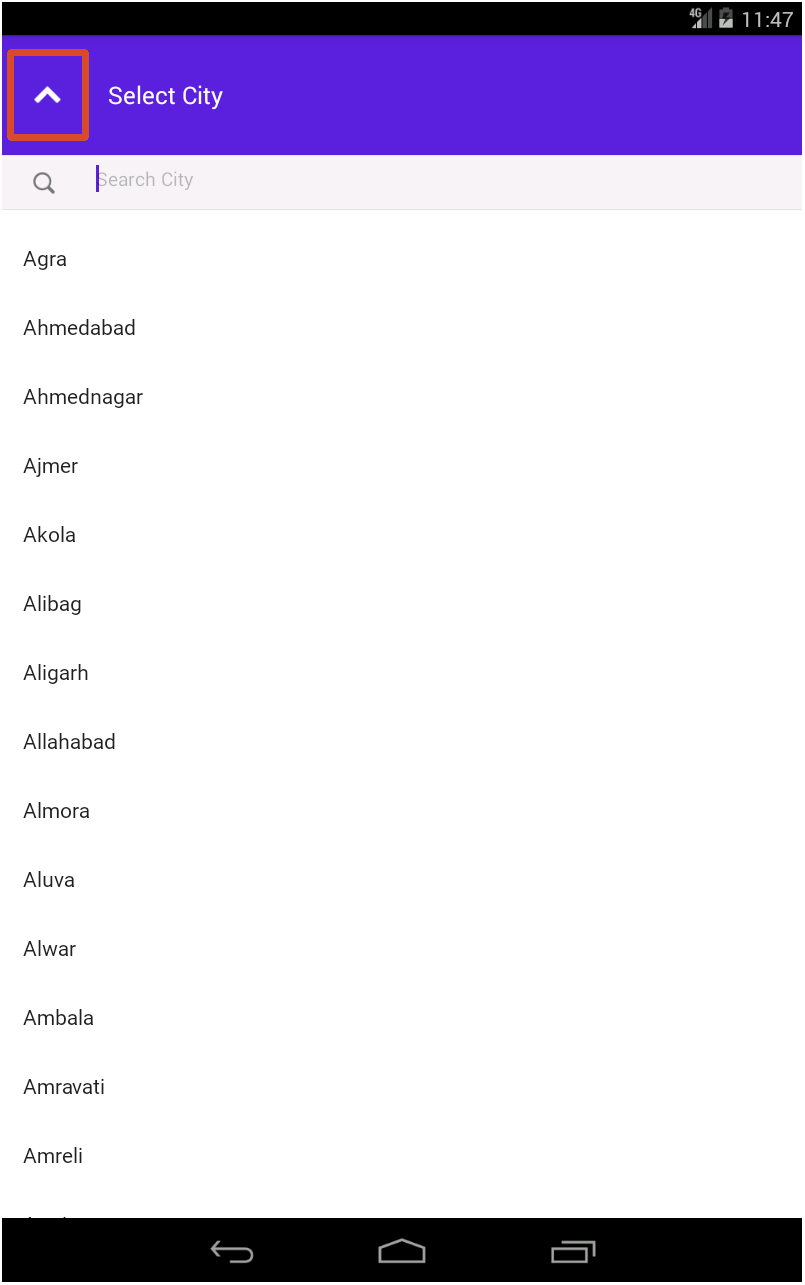 4G 11:47
Select City
Search City
Agra
Ahmedabad
Ahmednagar
Ajmer
Akola
Alibag
Aligarh
Allahabad
Almora
Aluva
Alwar
Ambala
Amravati
Amreli